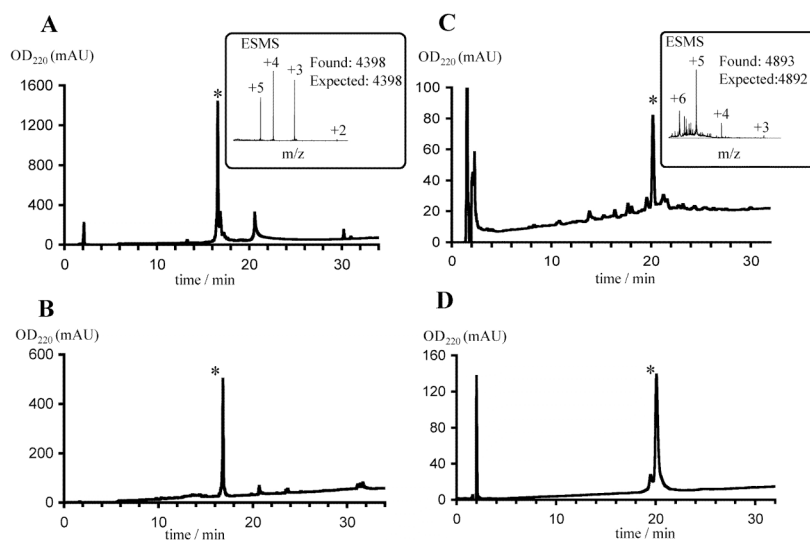 A
OD220 (mAU)
1600
1200
800
400
0
0 10 20 30
time / min
*
ESMS
Found: 4398
Expected: 4398
+5 +4 +3 +2
m/z
B
OD220 (mAU)
600
400
200
0
0 10 20 30
time / min
*
C
OD220 (mAU)
100
80
60
40
20
0
0 10 20 30
time / min
*
ESMS
Found: 4893
Expected:4892
+6 +5 +4 +3
m/z
D
OD220 (mAU)
160
120
80
40
0
0 10 20 30
time / min
*